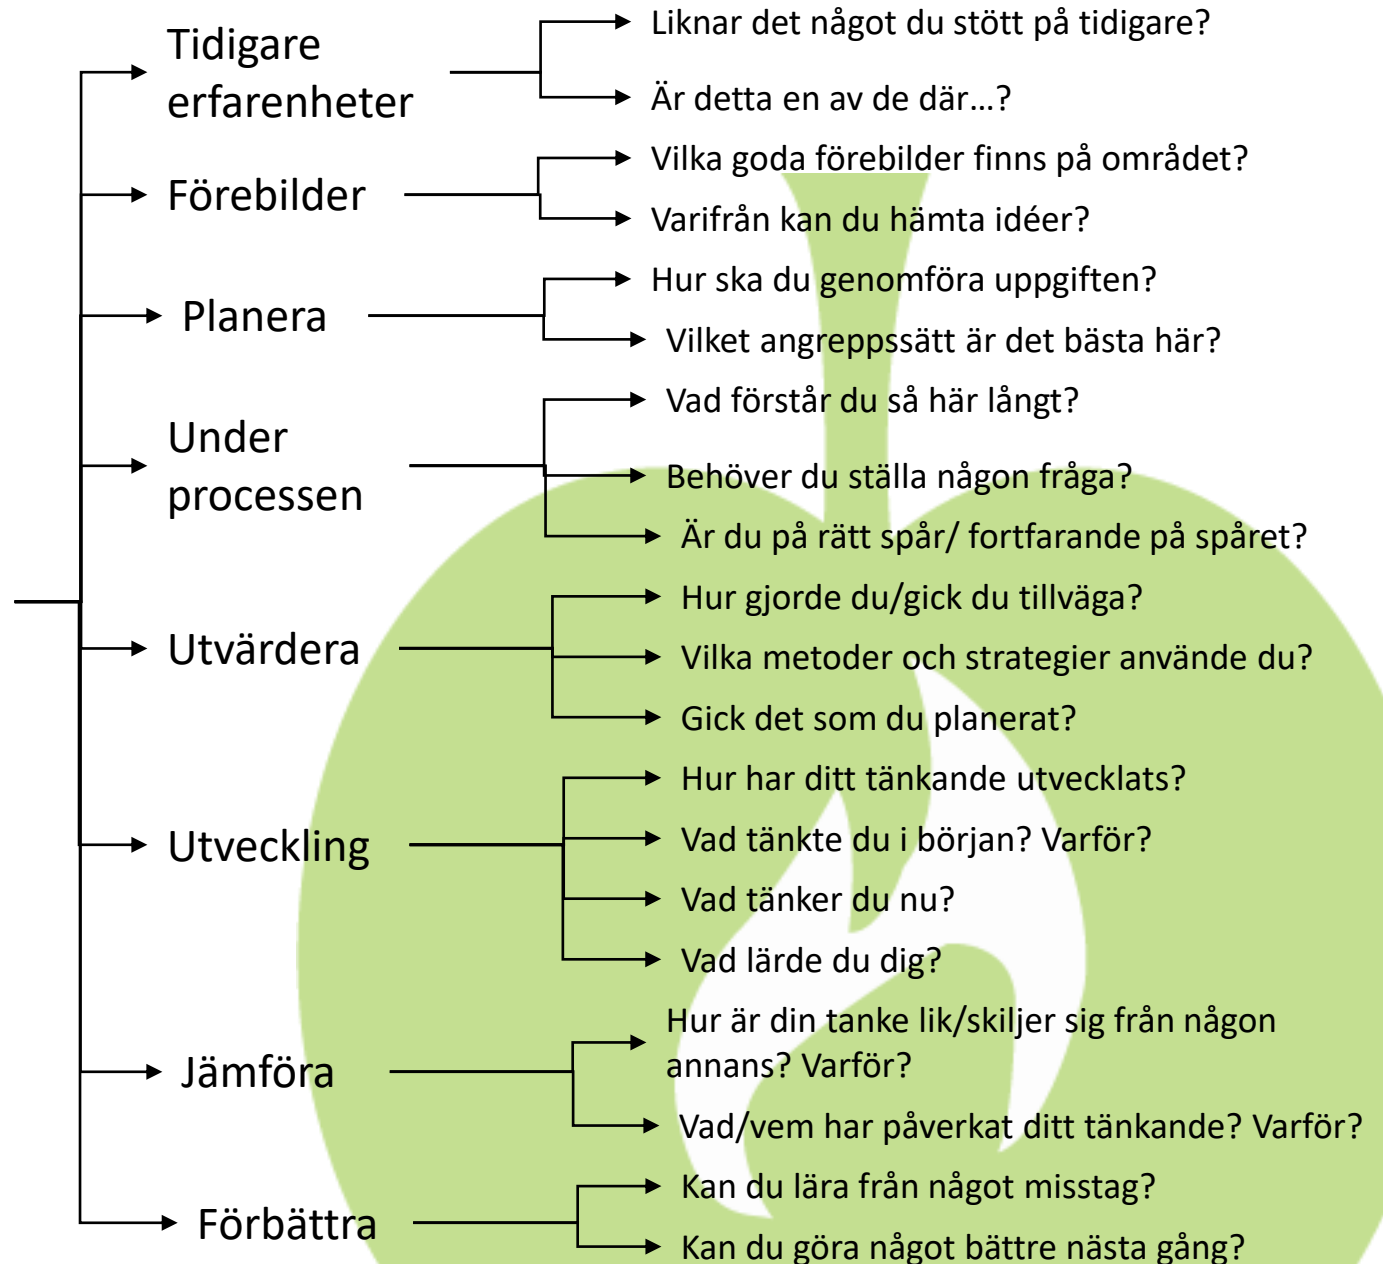 Tidigare
erfarenheter
Liknar det något du stött på tidigare?
Är detta en av de där…?
Förebilder
Vilka goda förebilder finns på området?
Varifrån kan du hämta idéer?
Planera
Hur ska du genomföra uppgiften?
Vilket angreppssätt är det bästa här?
Under
processen
Vad förstår du så här långt?
Behöver du ställa någon fråga?
Är du på rätt spår/ fortfarande på spåret?
Utvärdera
Hur gjorde du/gick du tillväga?
Vilka metoder och strategier använde du?
Gick det som du planerat?
Utveckling
Hur har ditt tänkande utvecklats?
Vad tänkte du i början? Varför?
Vad tänker du nu?
Vad lärde du dig?
Jämföra
Hur är din tanke lik/skiljer sig från någon
annans? Varför?
Vad/vem har påverkat ditt tänkande? Varför?
Förbättra
Kan du lära från något misstag?
Kan du göra något bättre nästa gång?